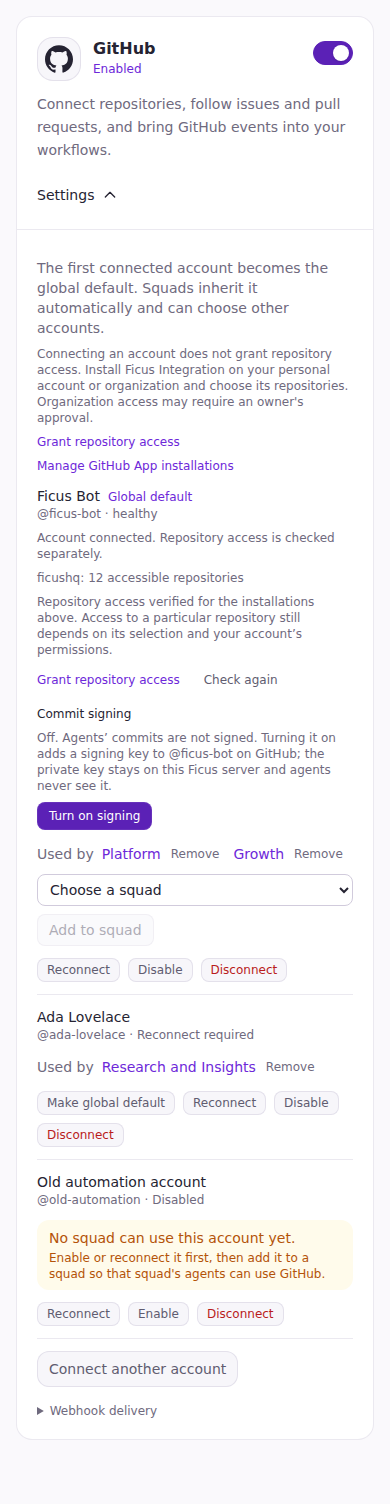 GitHub
Enabled
Connect repositories, follow issues and pull
requests, and bring GitHub events into your
workflows.
Settings
The first connected account becomes the
global default. Squads inherit it
automatically and can choose other
accounts.
Connecting an account does not grant repository
access. Install Ficus Integration on your personal
account or organization and choose its repositories.
Organization access may require an owner's
approval.
Grant repository access
Manage GitHub App installations
Ficus Bot Global default
@ficus-bot · healthy
Account connected. Repository access is checked
separately.
ficushq: 12 accessible repositories
Repository access verified for the installations
above. Access to a particular repository still
depends on its selection and your account’s
permissions.
Grant repository access Check again
Commit signing
Off. Agents’ commits are not signed. Turning it on
adds a signing key to @ficus-bot on GitHub; the
private key stays on this Ficus server and agents
never see it.
Turn on signing
Used by Platform Remove Growth Remove
Choose a squad
Add to squad
Reconnect Disable Disconnect
Ada Lovelace
@ada-lovelace · Reconnect required
Used by Research and Insights Remove
Make global default Reconnect Disable
Disconnect
Old automation account
@old-automation · Disabled
No squad can use this account yet.
Enable or reconnect it first, then add it to a
squad so that squad's agents can use GitHub.
Reconnect Enable Disconnect
Connect another account
Webhook delivery